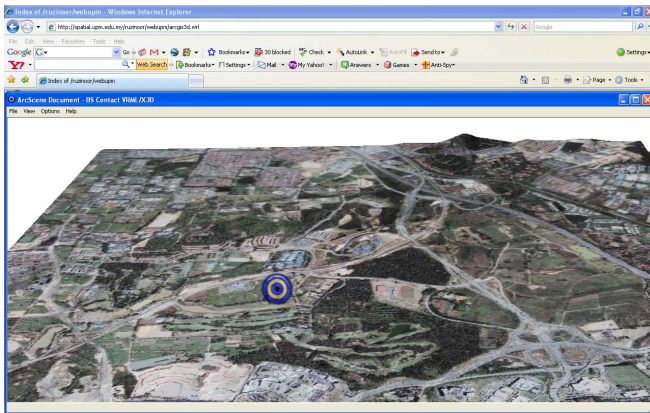 Index of /ruzinoor/webupm - Windows Internet Explorer
http://spatial.upm.edu.my/ruzinoor/webupm/arcgis3d.wrl
Google
File Edit View Favorites Tools Help
Google G Go M Bookmarks 30 blocked Check AutoLink AutoFill Send to Settings
Y7 Web Search Bookmarks Settings Mail My Yahoo! Answers Games Anti-Spy
Index of /ruzinoor/webupm Page Tools
ArcScene Document - BS Contact VRML/X3D
File View Options Help